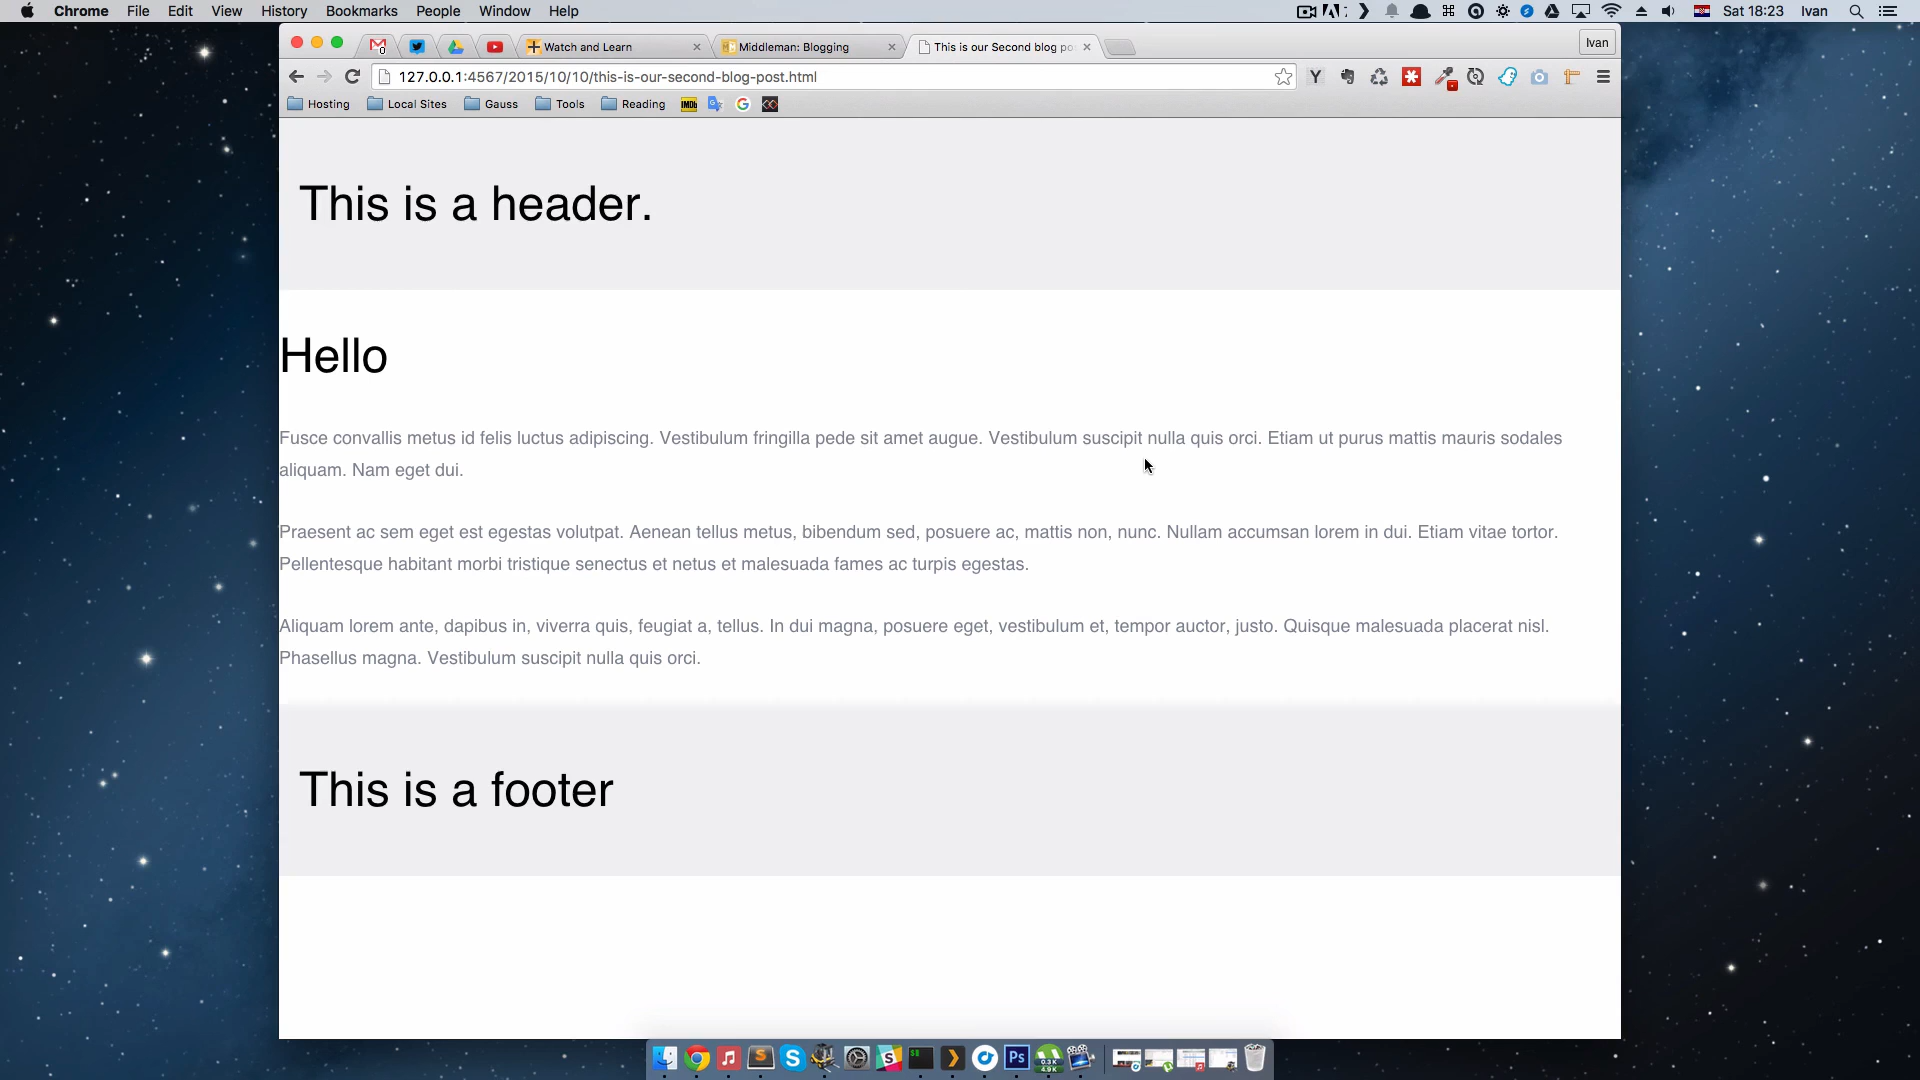 Chrome File Edit View History Bookmarks People Window Help Sat 18:23 Ivan
Watch and Learn Middleman: Blogging This is our Second blog po Ivan
127.0.0.1:4567/2015/10/10/this-is-our-second-blog-post.html
Hosting Local Sites Gauss Tools Reading IMDb
This is a header.
Hello
Fusce convallis metus id felis luctus adipiscing. Vestibulum fringilla pede sit amet augue. Vestibulum suscipit nulla quis orci. Etiam ut purus mattis mauris sodales
aliquam. Nam eget dui.
Praesent ac sem eget est egestas volutpat. Aenean tellus metus, bibendum sed, posuere ac, mattis non, nunc. Nullam accumsan lorem in dui. Etiam vitae tortor.
Pellentesque habitant morbi tristique senectus et netus et malesuada fames ac turpis egestas.
Aliquam lorem ante, dapibus in, viverra quis, feugiat a, tellus. In dui magna, posuere eget, vestibulum et, tempor auctor, justo. Quisque malesuada placerat nisl.
Phasellus magna. Vestibulum suscipit nulla quis orci.
This is a footer
Ps